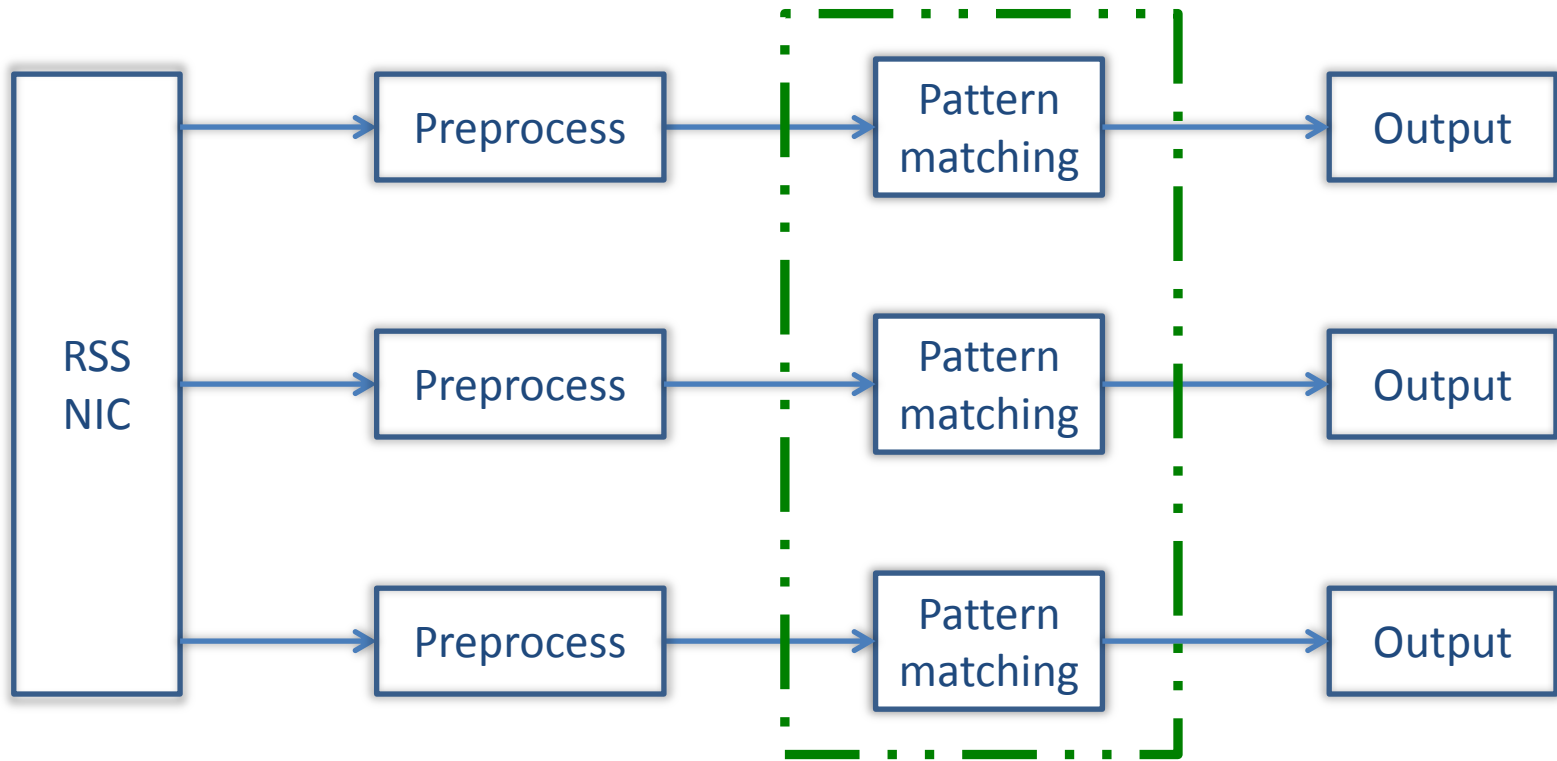 RSS
NIC
Preprocess
Pattern
matching
Output
Preprocess
Pattern
matching
Output
Preprocess
Pattern
matching
Output